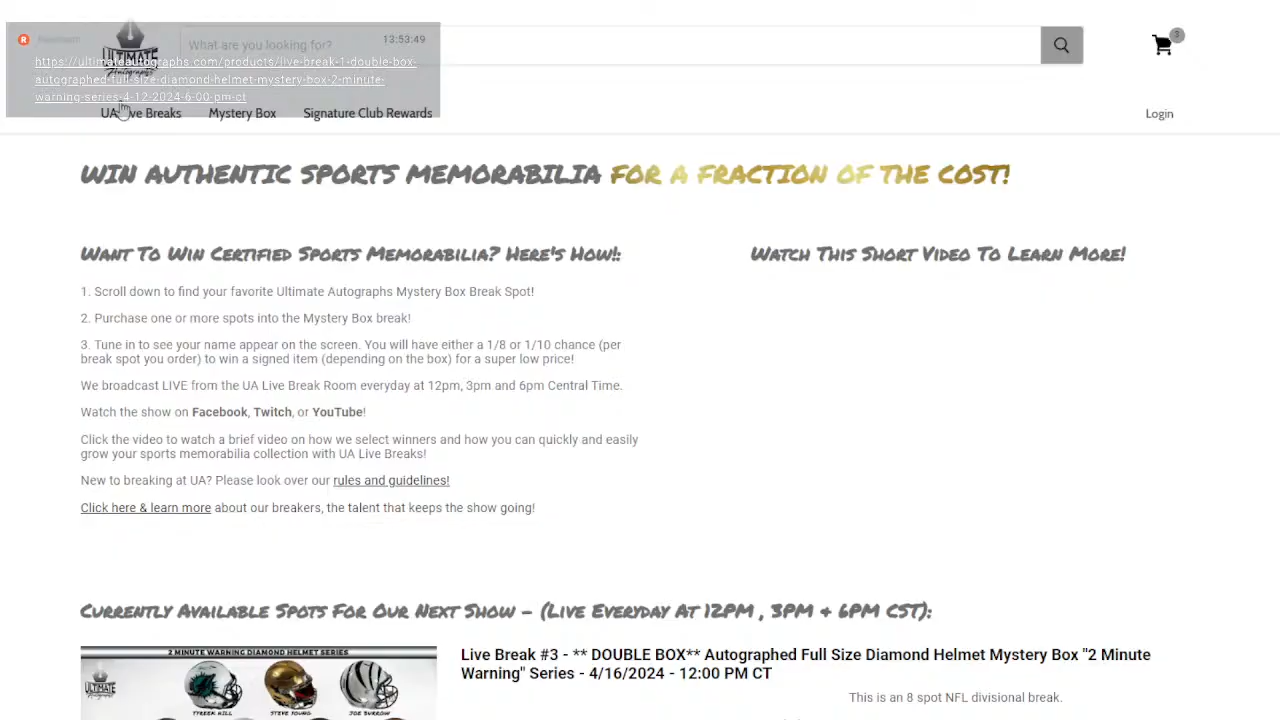 What are you looking for?
3
R
13:53:49
ULTIMATE
Autographs
https://ultimateautographs.com/products/live-break-1-double-box-
autographed-full-size-diamond-helmet-mystery-box-2-minute-
warning-series-4-12-2024-6-00-pm-ct
UA Live Breaks Mystery Box Signature Club Rewards Login
WIN AUTHENTIC SPORTS MEMORABILIA FOR A FRACTION OF THE COST!
Want To Win Certified Sports Memorabilia? Here's How!:
Watch This Short Video To Learn More!
1. Scroll down to find your favorite Ultimate Autographs Mystery Box Break Spot!
2. Purchase one or more spots into the Mystery Box break!
3. Tune in to see your name appear on the screen. You will have either a 1/8 or 1/10 chance (per
break spot you order) to win a signed item (depending on the box) for a super low price!
We broadcast LIVE from the UA Live Break Room everyday at 12pm, 3pm and 6pm Central Time.
Watch the show on Facebook, Twitch, or YouTube!
Click the video to watch a brief video on how we select winners and how you can quickly and easily
grow your sports memorabilia collection with UA Live Breaks!
New to breaking at UA? Please look over our rules and guidelines!
Click here & learn more about our breakers, the talent that keeps the show going!
Currently Available Spots For Our Next Show - (Live Everyday At 12PM , 3PM & 6PM CST):
2 MINUTE WARNING DIAMOND HELMET SERIES
ULTIMATE
TYREEK HILL STEVE YOUNG JOE BURROW
Live Break #3 - ** DOUBLE BOX** Autographed Full Size Diamond Helmet Mystery Box "2 Minute
Warning" Series - 4/16/2024 - 12:00 PM CT
This is an 8 spot NFL divisional break.